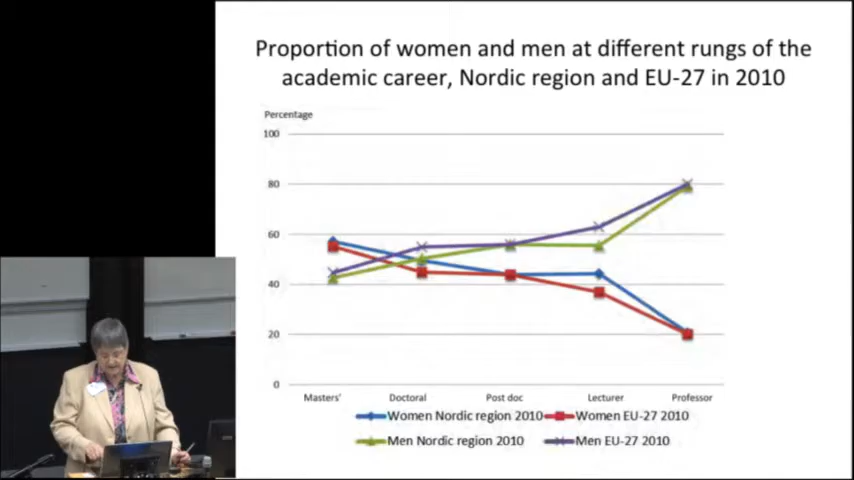 Proportion of women and men at different rungs of the
academic career, Nordic region and EU-27 in 2010
Percentage
100
80
60
40
20
0
Masters' Doctoral Post doc Lecturer Professor
Women Nordic region 2010 Women EU-27 2010
Men Nordic region 2010 Men EU-27 2010